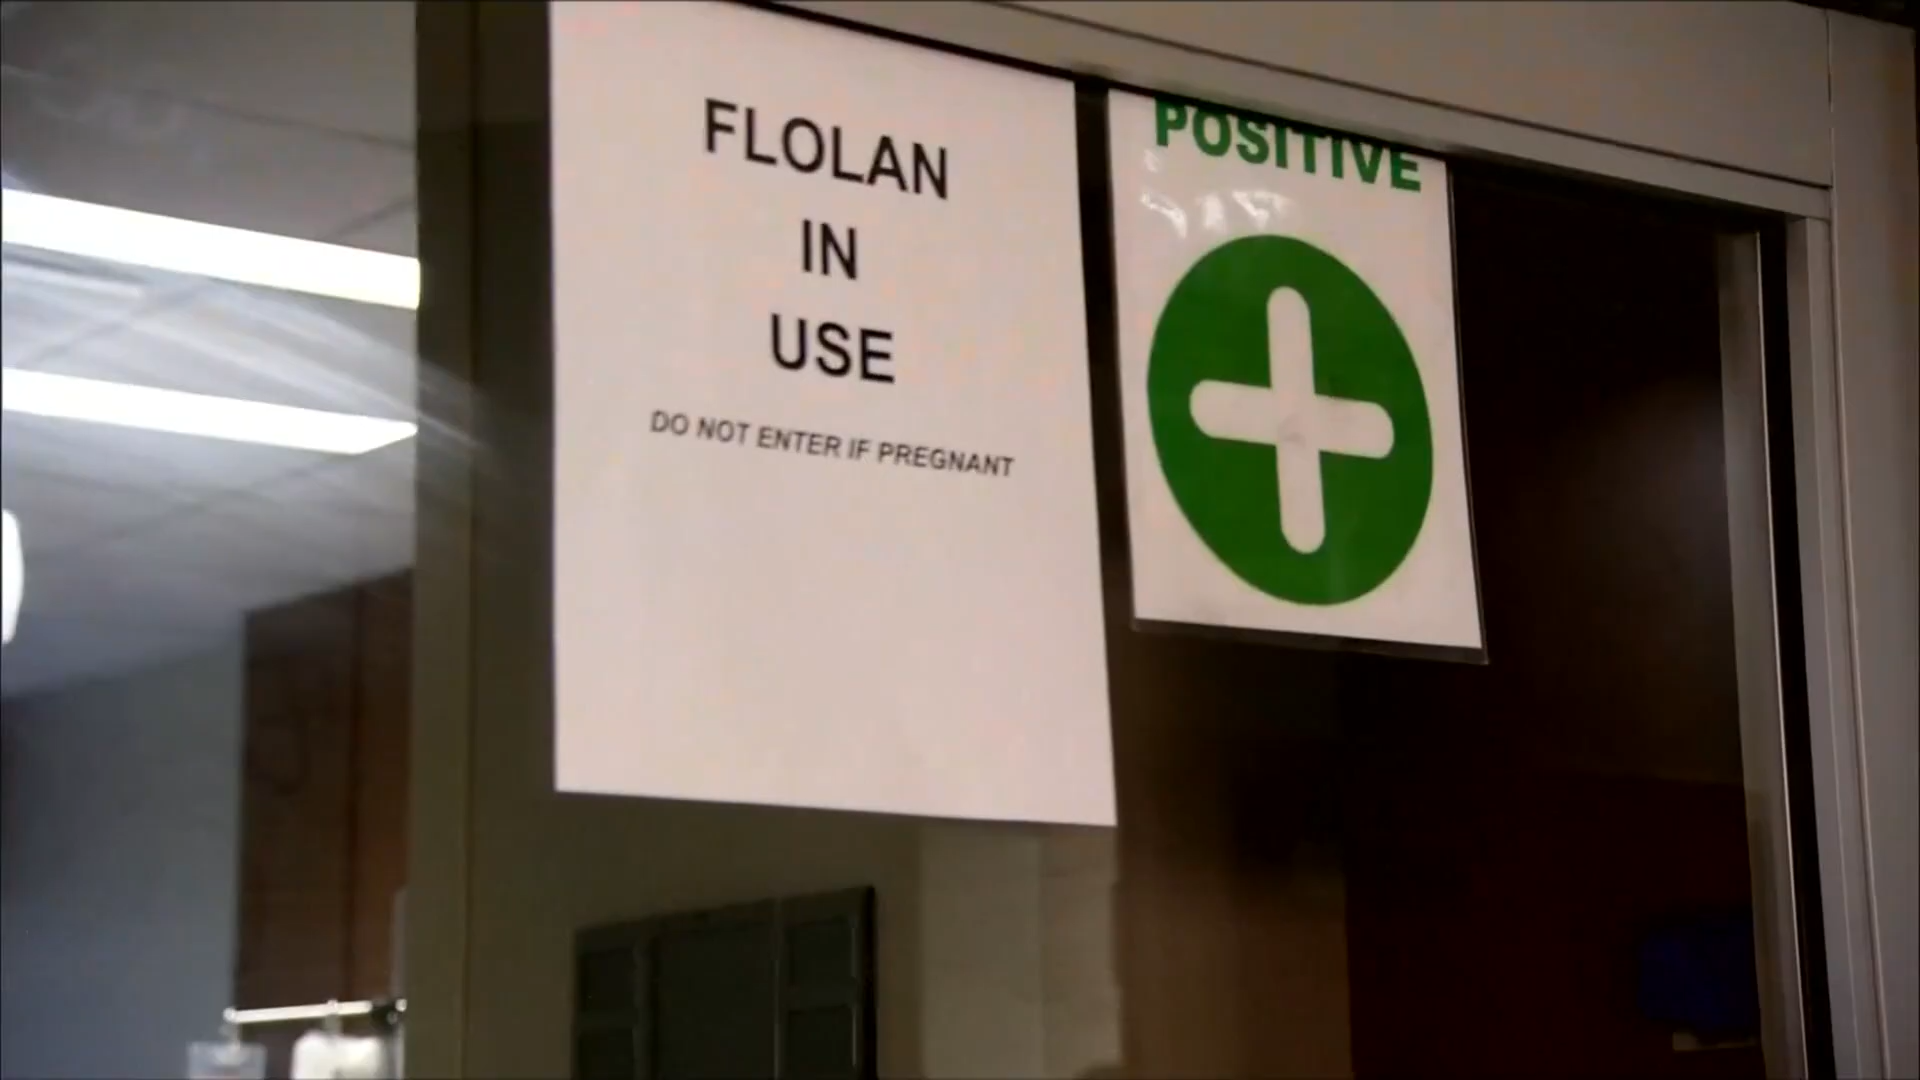 FLOLAN
IN
USE
DO NOT ENTER IF PREGNANT
POSITIVE